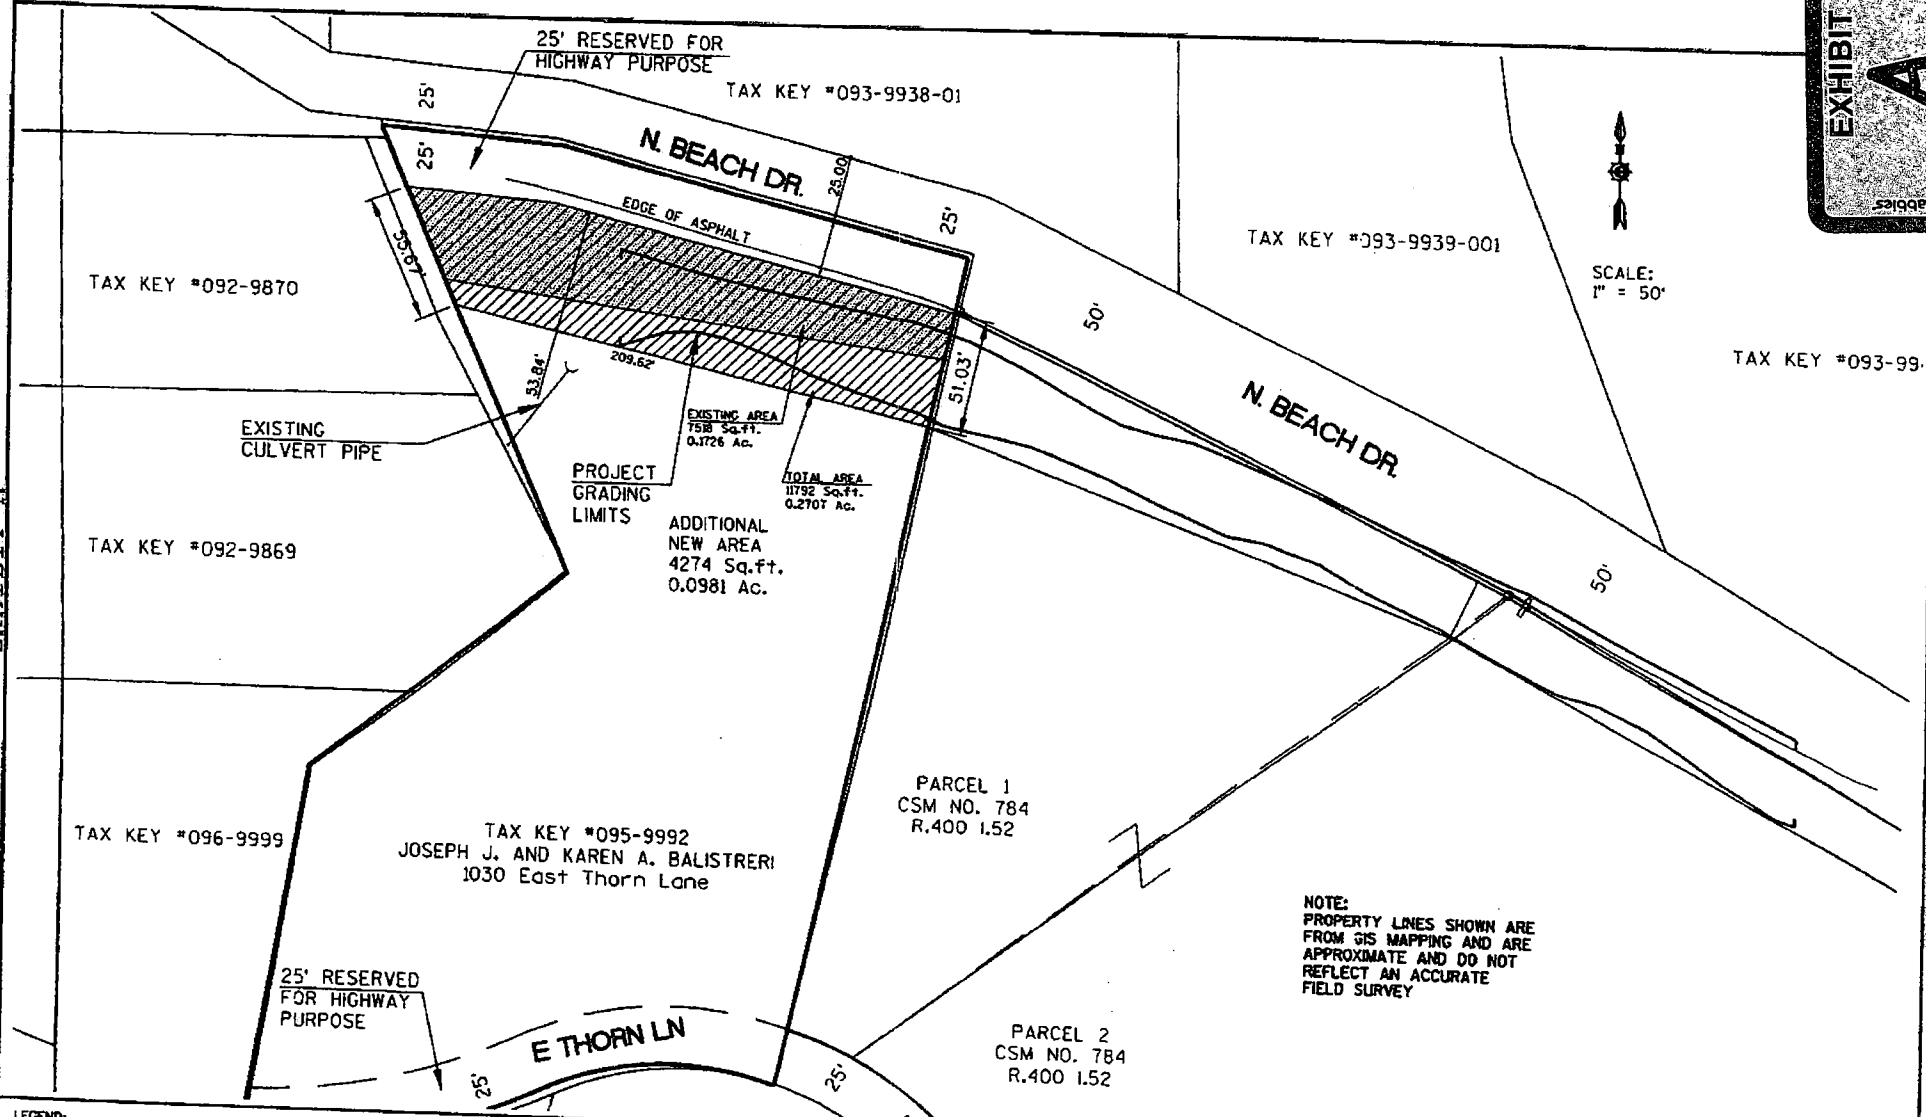 25' RESERVED FOR
HIGHWAY PURPOSE
TAX KEY #093-9938-01
EXHIBIT
A
25'
25'
N. BEACH DR.
25.00
25'
EDGE OF ASPHALT
TAX KEY #093-9939-001
SCALE:
1" = 50'
TAX KEY #093-99
TAX KEY #092-9870
55.67'
50'
53.84'
209.62'
51.03'
N. BEACH DR.
EXISTING
CULVERT PIPE
EXISTING AREA
7518 Sq.ft.
0.1726 Ac.
PROJECT
GRADING
LIMITS
TOTAL AREA
11792 Sq.ft.
0.2707 Ac.
ADDITIONAL
NEW AREA
4274 Sq.ft.
0.0981 Ac.
TAX KEY #092-9869
50'
PARCEL 1
CSM NO. 784
R.400 I.52
TAX KEY #096-9999
TAX KEY #095-9992
JOSEPH J. AND KAREN A. BALISTRERI
1030 East Thorn Lane
NOTE:
PROPERTY LINES SHOWN ARE
FROM GIS MAPPING AND ARE
APPROXIMATE AND DO NOT
REFLECT AN ACCURATE
FIELD SURVEY
25' RESERVED
FOR HIGHWAY
PURPOSE
E THORN LN
25'
25'
PARCEL 2
CSM NO. 784
R.400 I.52
LEGEND: